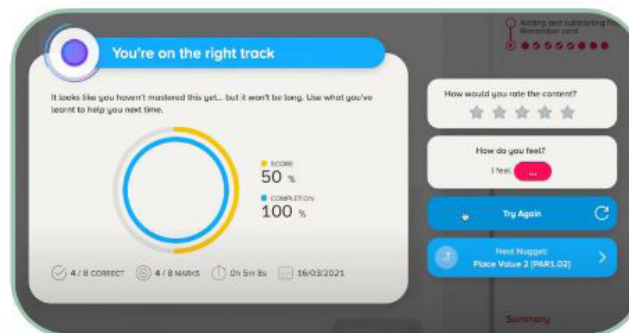 Adding and subtracting
You're on the right track
It looks like you haven't mastered this yet... but it won't be long. Use what you've
learnt to help you next time.
SCORE
50 %
COMPLETION
100 %
4 / 8 CORRECT
4 / 8 MARKS
0h 5m 8s
16/03/2021
How would you rate the content?
How do you feel?
I feel ...
Try Again
Next Nugget:
Place Value 2 [PAR1.02]
Summary